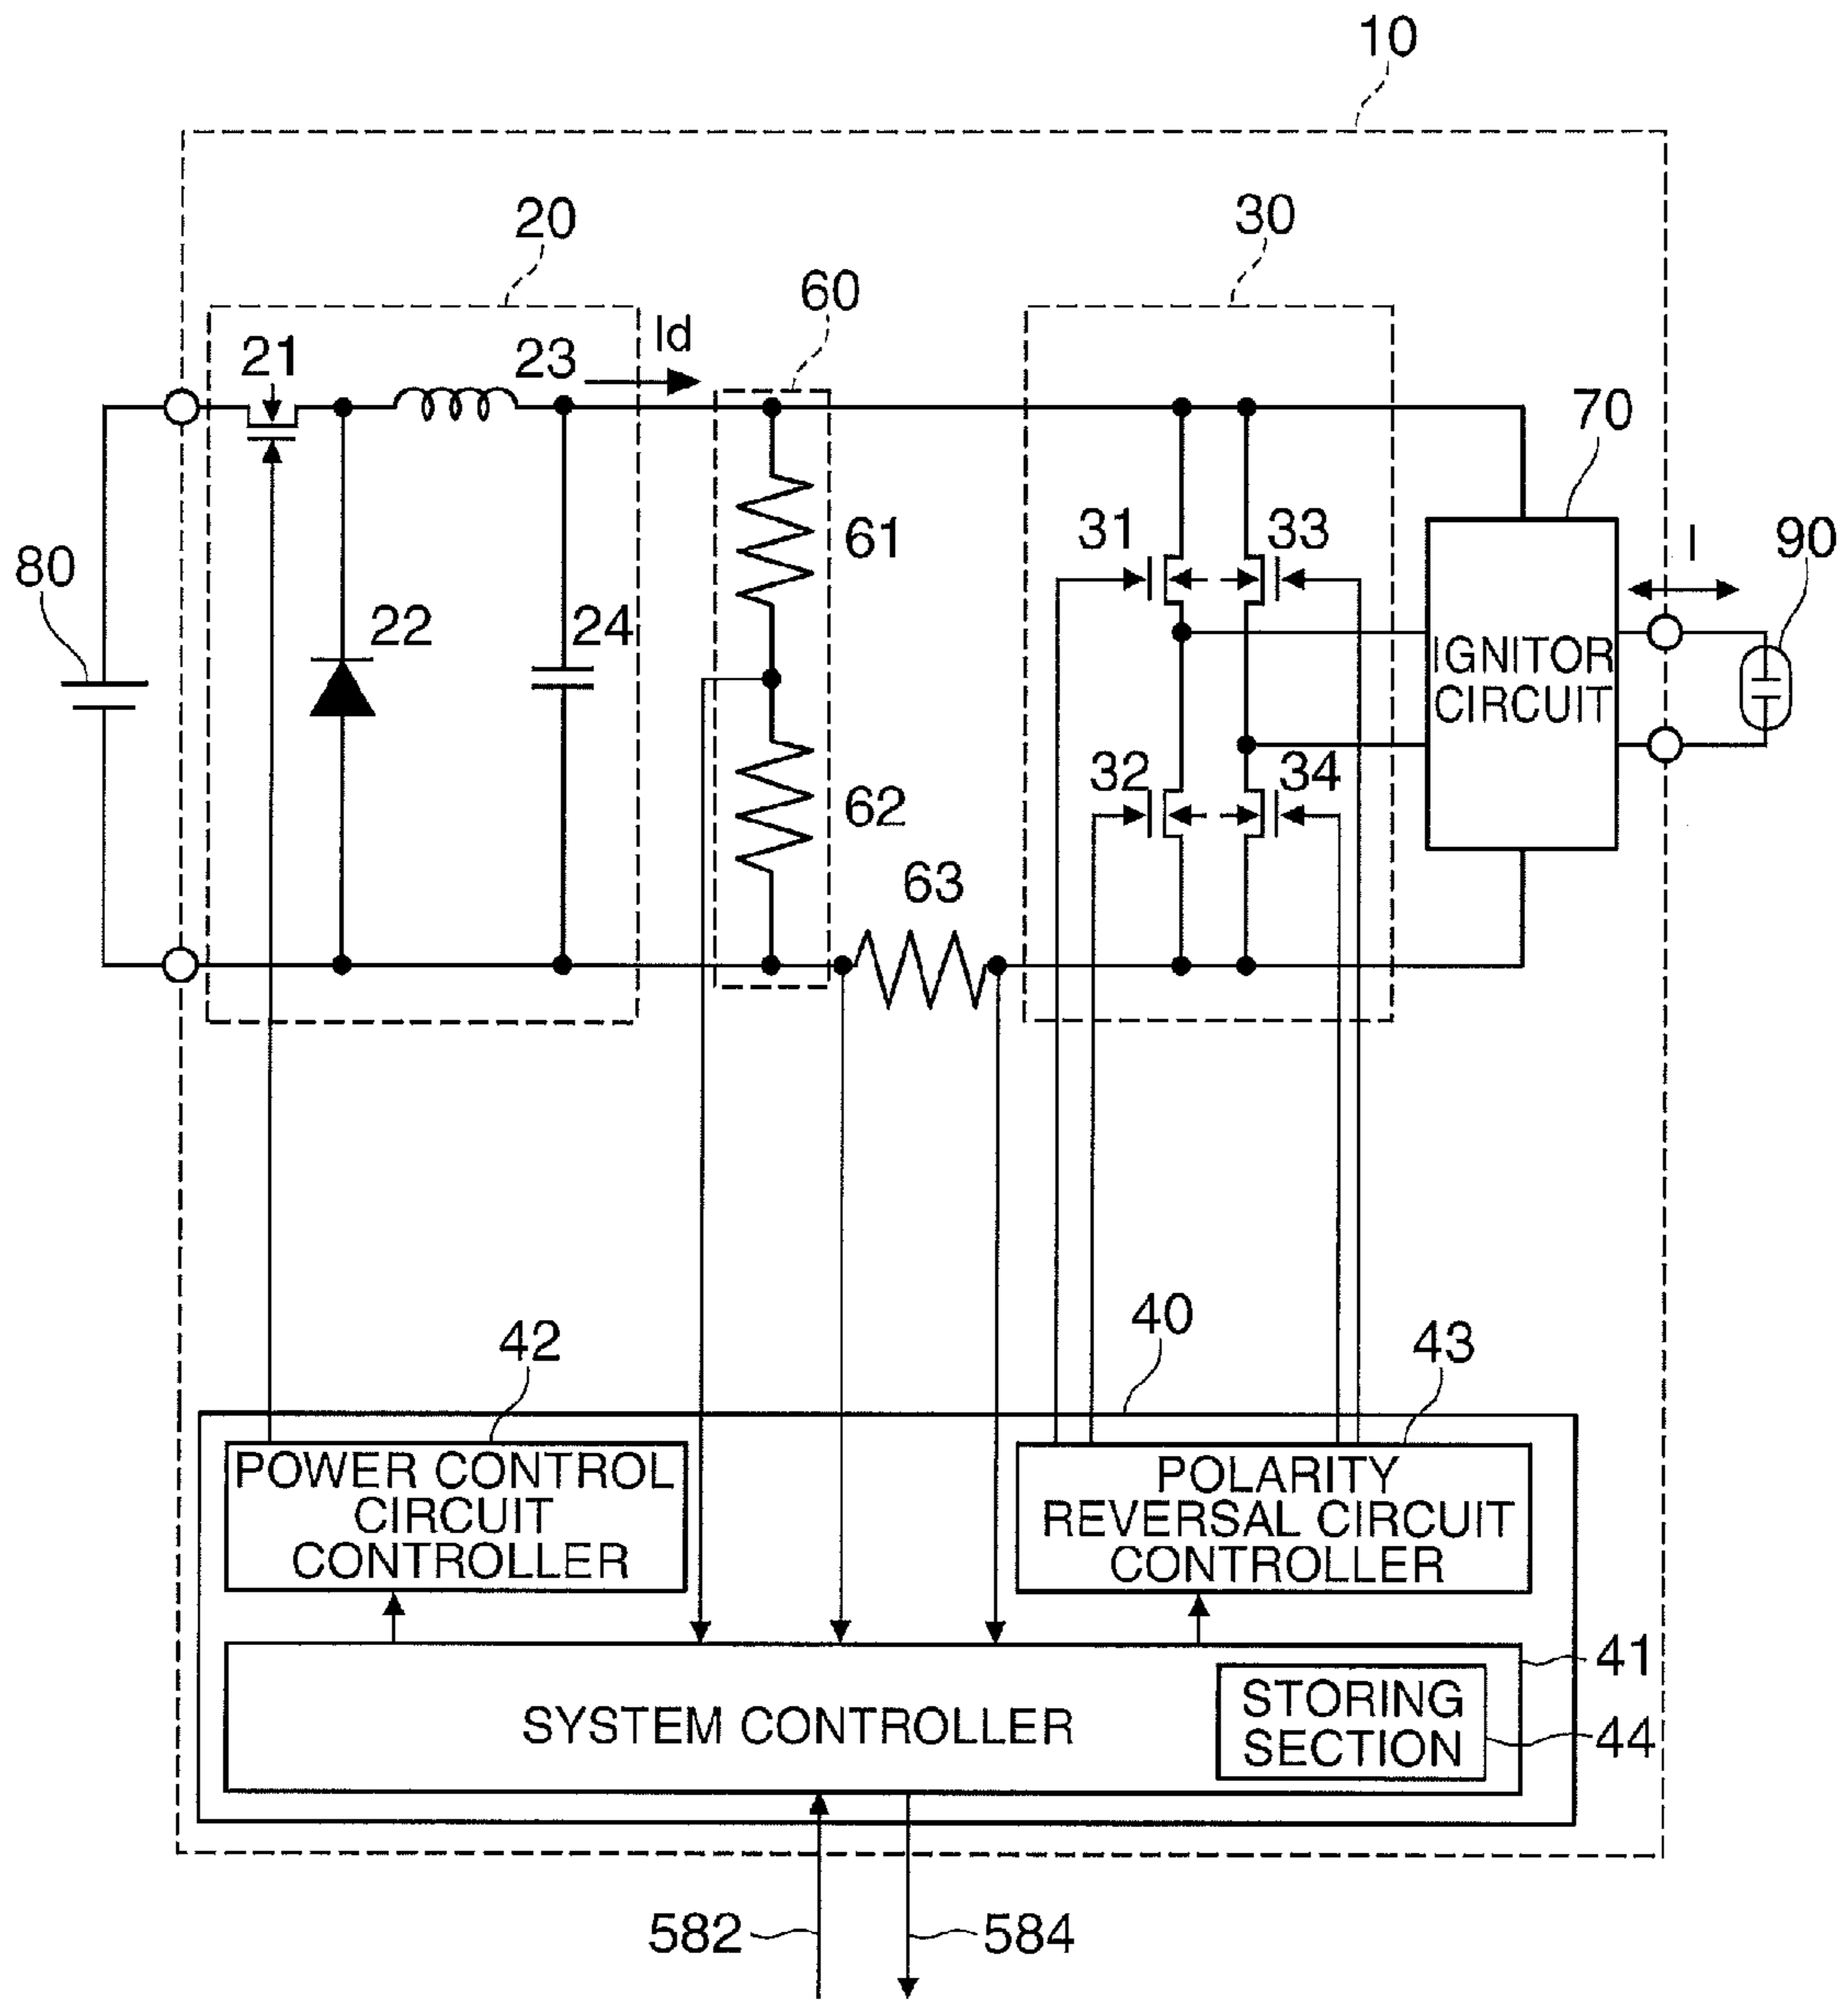 10
20
30
60
Id
21
23
70
61
31
33
I
90
80
22
24
IGNITOR
CIRCUIT
32
34
62
63
40
42
43
POWER CONTROL
CIRCUIT
CONTROLLER
POLARITY
REVERSAL CIRCUIT
CONTROLLER
41
SYSTEM CONTROLLER
STORING
SECTION
44
582
584